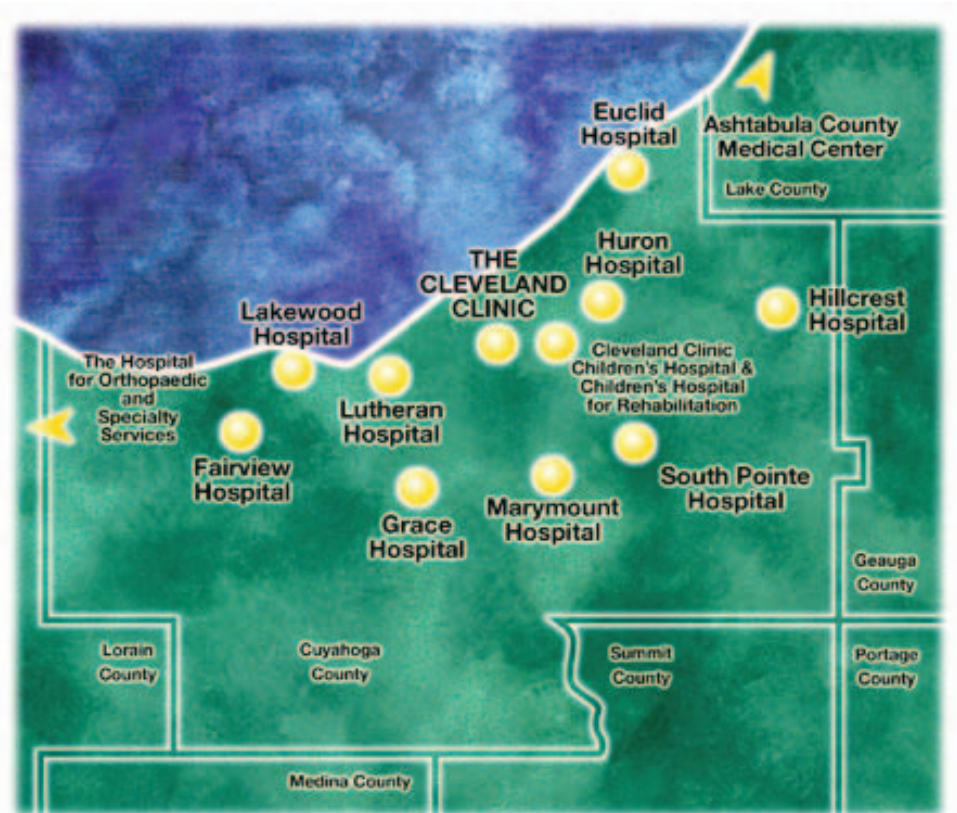 Euclid
Hospital
Ashtabula County
Medical Center
Lake County
Huron
Hospital
THE
CLEVELAND
CLINIC
Hillcrest
Hospital
Lakewood
Hospital
Cleveland Clinic
Children's Hospital &
Children's Hospital
for Rehabilitation
The Hospital
for Orthopaedic
and
Specialty
Services
Lutheran
Hospital
Fairview
Hospital
South Pointe
Hospital
Marymount
Hospital
Grace
Hospital
Geauga
County
Lorain
County
Cuyahoga
County
Summit
County
Portage
County
Medina County